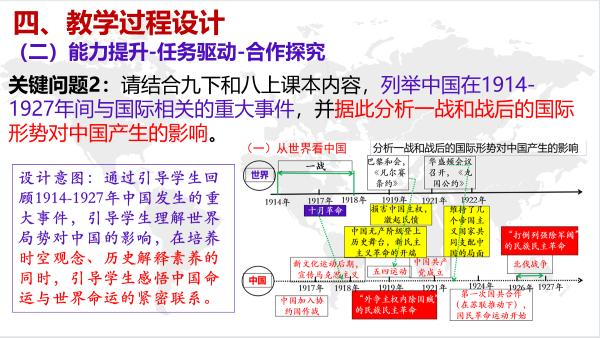 四、教学过程设计
（二）能力提升-任务驱动-合作探究
关键问题2：请结合九下和八上课本内容，列举中国在1914-
1927年间与国际相关的重大事件，并据此分析一战和战后的国际
形势对中国产生的影响。
设计意图：通过引导学生回
顾1914-1927年中国发生的重
大事件，引导学生理解世界
局势对中国的影响，在培养
时空观念、历史解释素养的
同时，引导学生感悟中国命
运与世界命运的紧密联系。
（一）从世界看中国
分析一战和战后的国际形势对中国产生的影响
世界
一战
巴黎和会，
《凡尔赛
条约》
华盛顿会议
召开，《九
国公约》
1914年
1917年
1918年
1919年
1921年
1922年
十月革命
损害中国主权，
激起民愤
中国无产阶级登上
历史舞台，新民主
主义革命的开端
维持了几
个帝国主
义国家共
同支配中
国的局面
“打倒列强除军阀”
的民族民主革命
新文化运动后期，
宣传马克思主义
五四运动
中国共产
党成立
北伐战争
中国
1917年
1918年
1919年
1921年
1924年
1926年
1927年
中国加入协
约国作战
“外争主权内除国贼”
的民族民主革命
第一次国共合作
（在苏联推动下），
国民革命运动开始